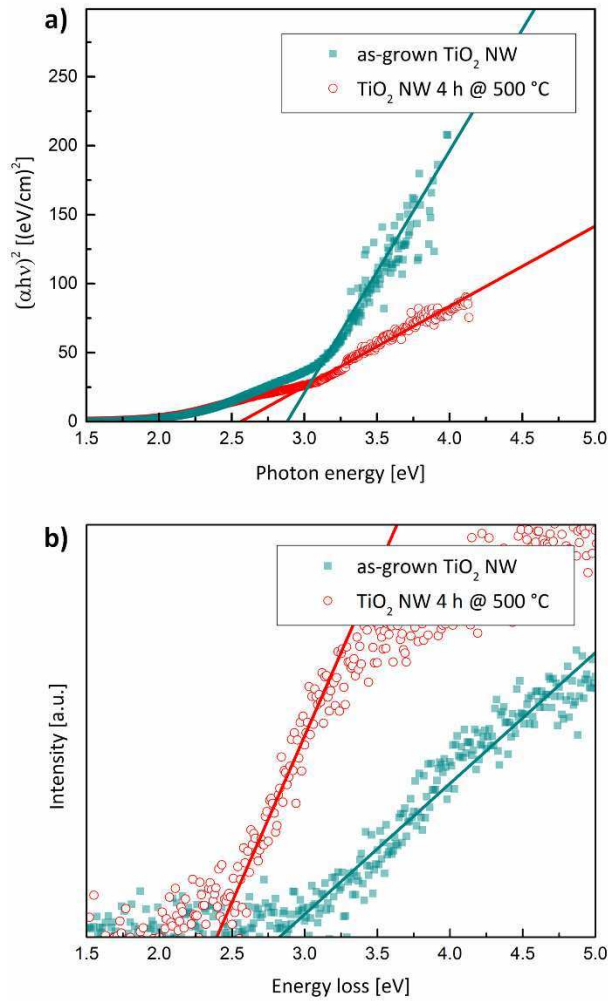 a)
as-grown TiO₂ NW
TiO₂ NW 4 h @ 500 °C
(αhν)² [(eV/cm)²]
250
200
150
100
50
0
1.5 2.0 2.5 3.0 3.5 4.0 4.5 5.0
Photon energy [eV]
b)
as-grown TiO₂ NW
TiO₂ NW 4 h @ 500 °C
Intensity [a.u.]
1.5 2.0 2.5 3.0 3.5 4.0 4.5 5.0
Energy loss [eV]